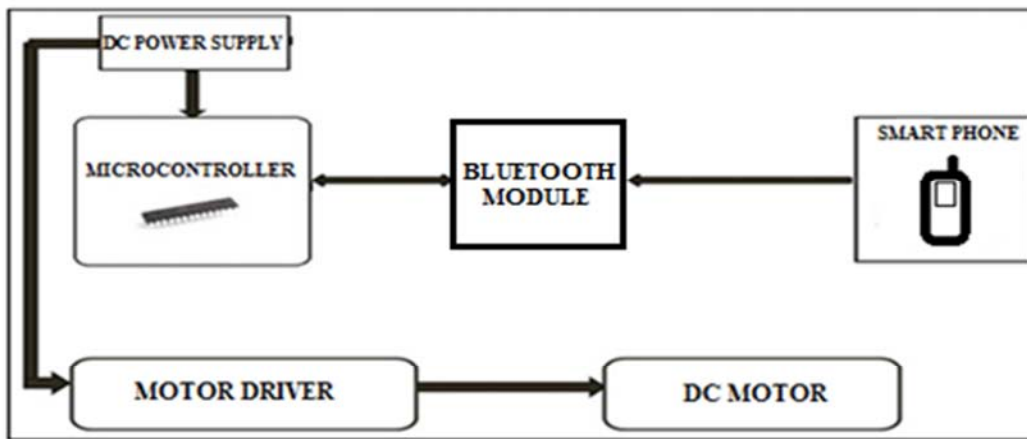 DC POWER SUPPLY
MICROCONTROLLER
BLUETOOTH
MODULE
SMART PHONE
MOTOR DRIVER
DC MOTOR